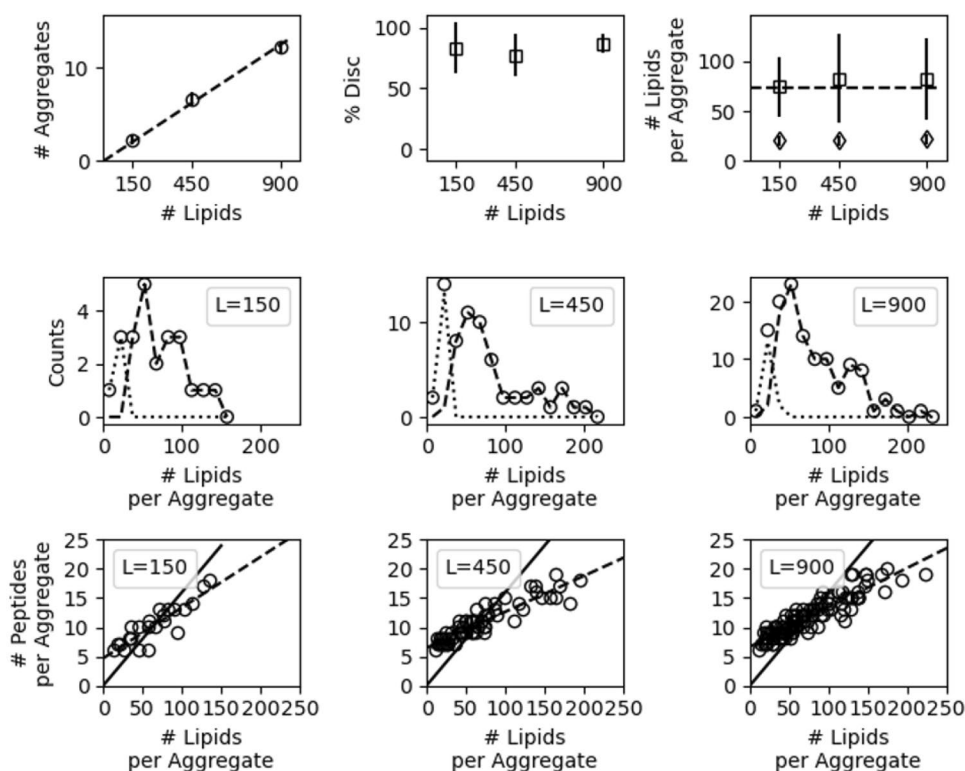 # Aggregates
10
0
150 450 900
# Lipids
% Disc
100
50
0
150 450 900
# Lipids
# Lipids
per Aggregate
100
50
0
150 450 900
# Lipids
Counts
4
2
0
L=150
0 100 200
# Lipids
per Aggregate
10
0
L=450
0 100 200
# Lipids
per Aggregate
20
10
0
L=900
0 100 200
# Lipids
per Aggregate
# Peptides
per Aggregate
25
20
15
10
5
0
L=150
0 50 100 150 200 250
# Lipids
per Aggregate
25
20
15
10
5
0
L=450
0 50 100 150 200 250
# Lipids
per Aggregate
25
20
15
10
5
0
L=900
0 50 100 150 200 250
# Lipids
per Aggregate